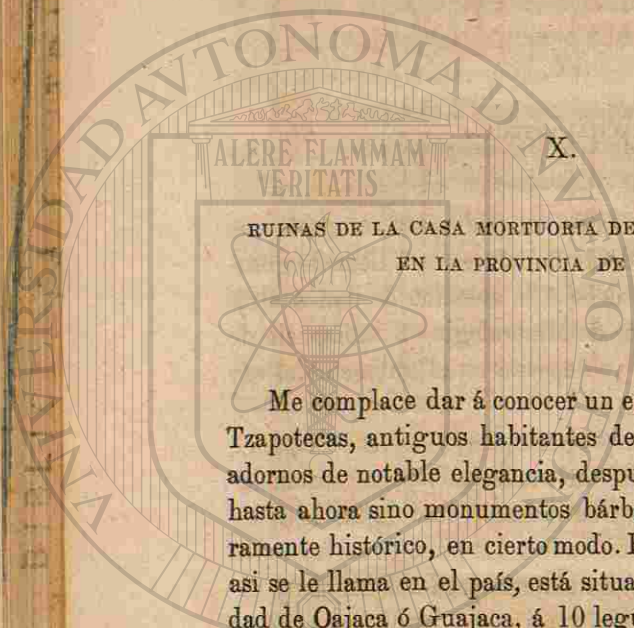 X.
RUINAS DE LA CASA MORTUORIA DE
EN LA PROVINCIA DE
Me complace dar á conocer un e
Tzapotecas, antiguos habitantes de
adornos de notable elegancia, despu
hasta ahora sino monumentos bárb
ramente histórico, en cierto modo.
asi se le llama en el país, está situa
dad de Oajaca ó Guajaca, á 10 legu
ALERE FLAMMAM
VERITATIS